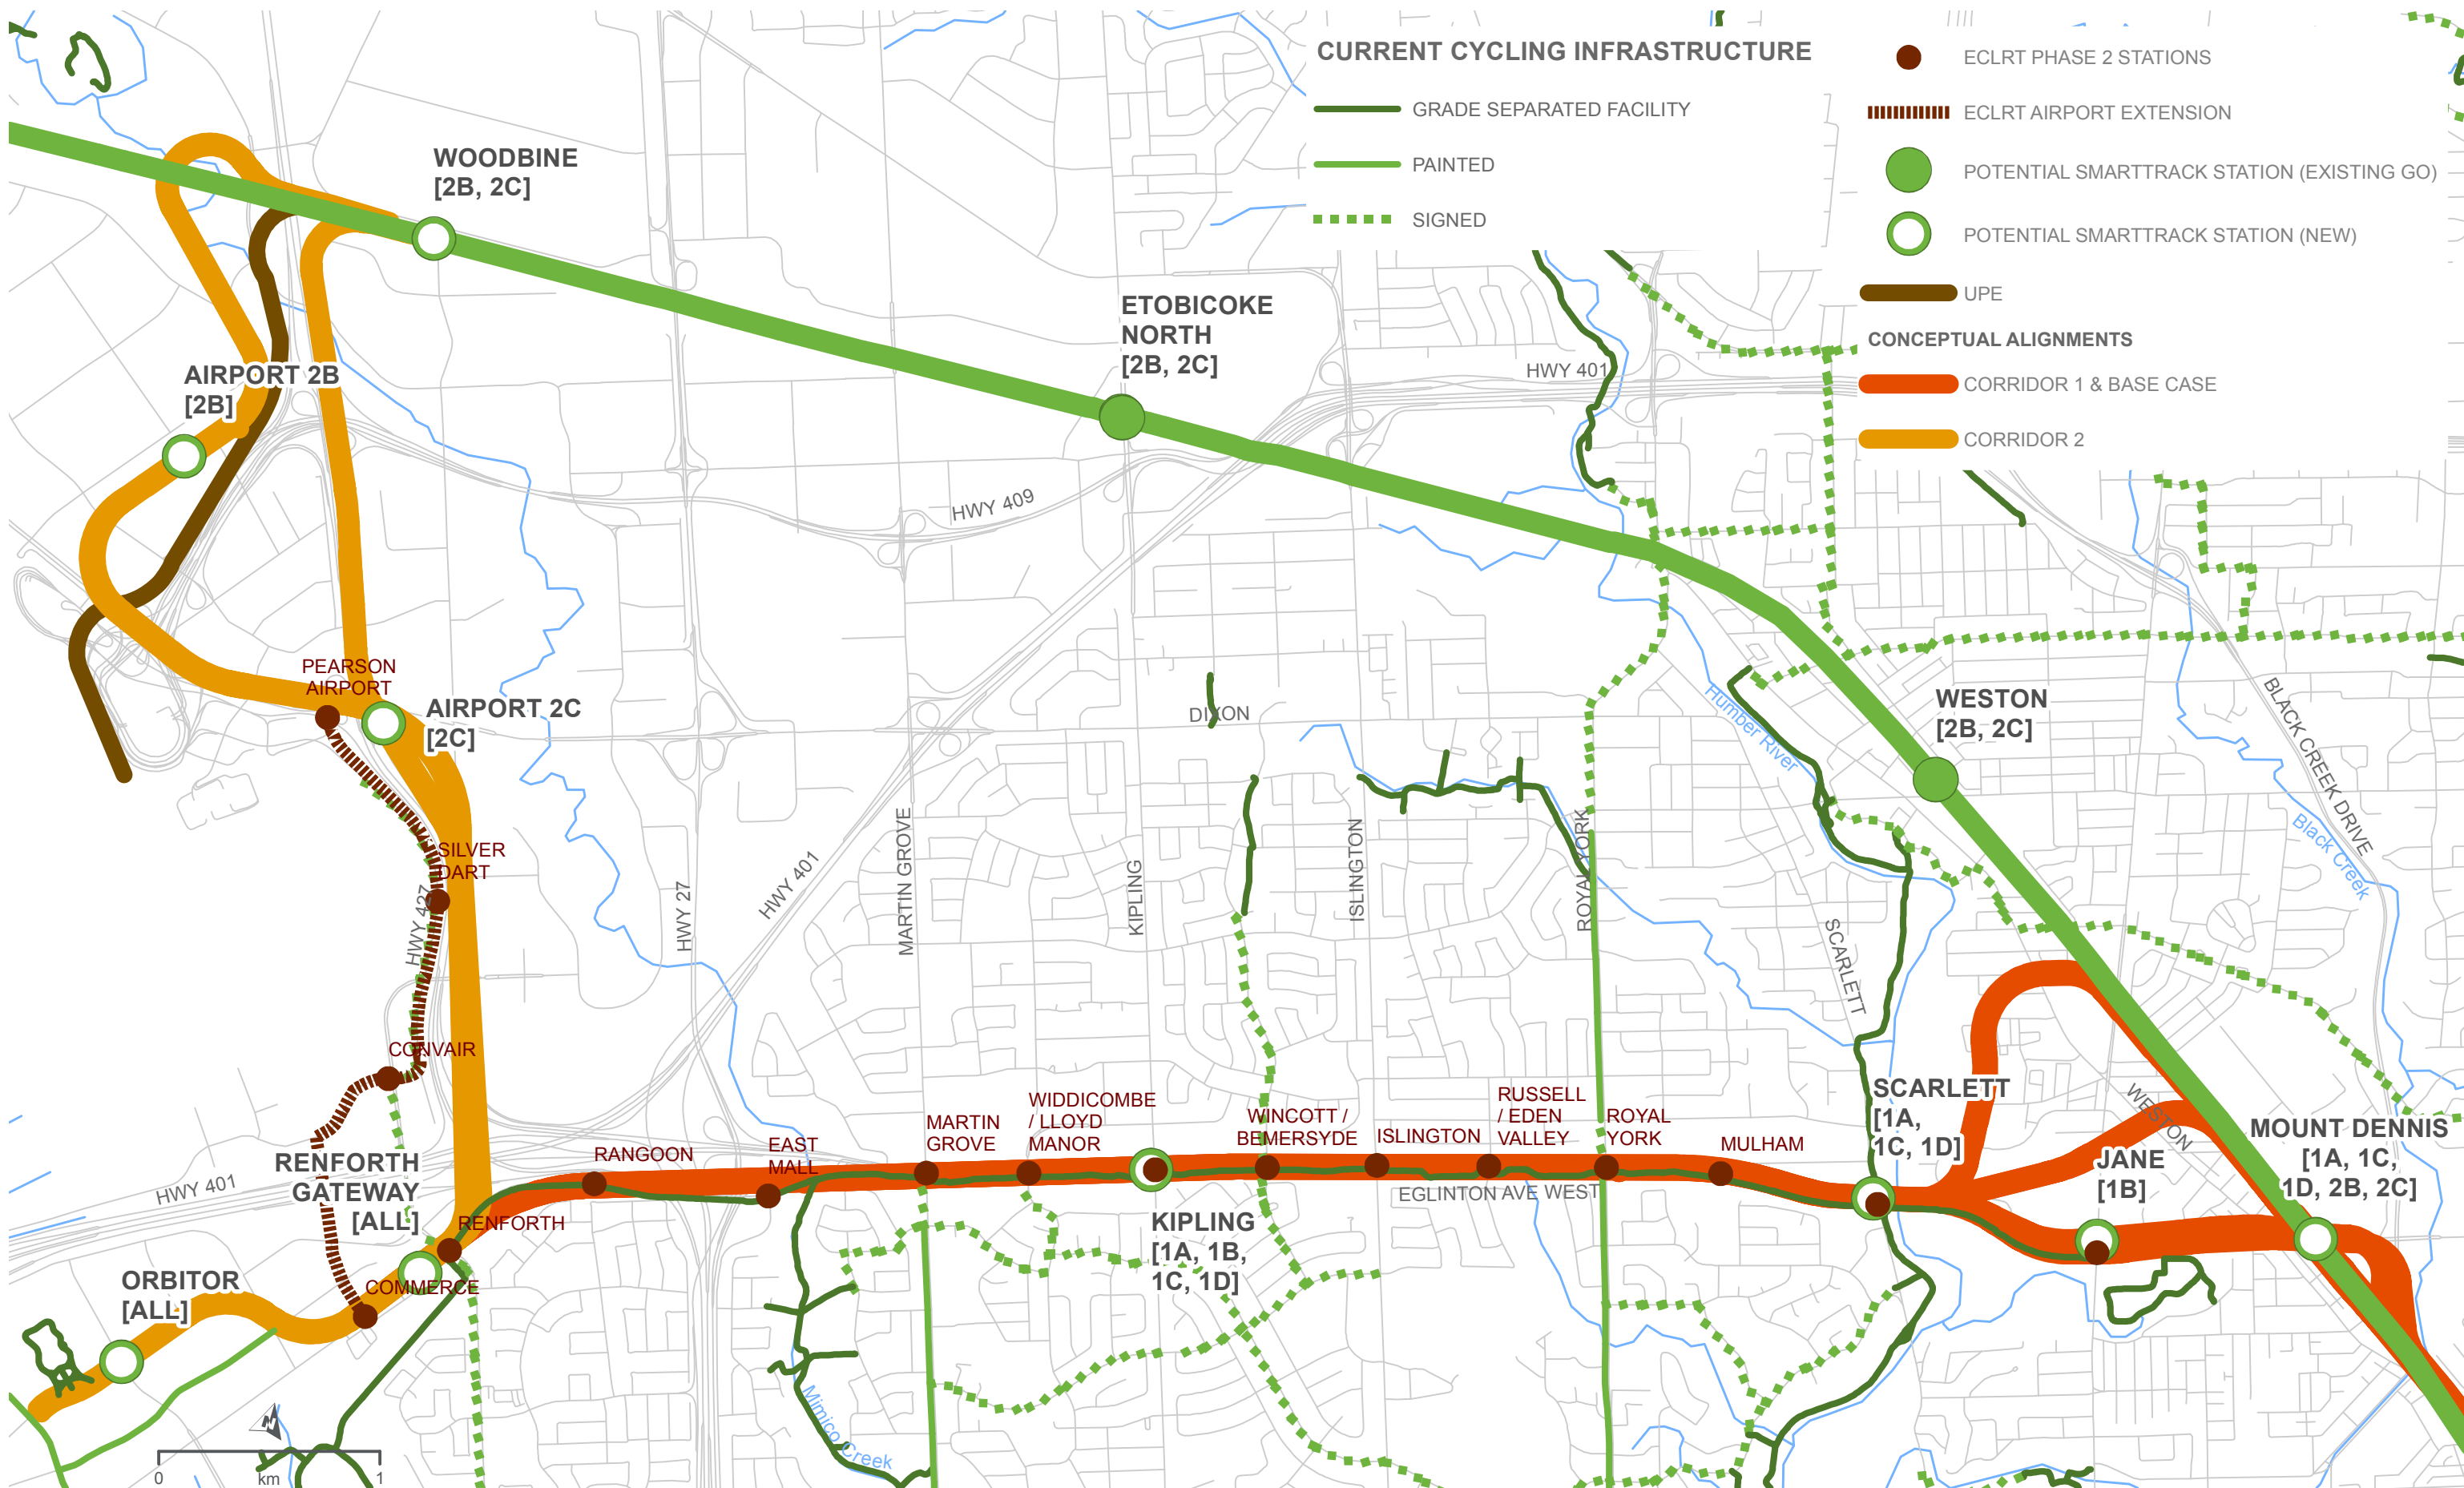 CURRENT CYCLING INFRASTRUCTURE
GRADE SEPARATED FACILITY
PAINTED
SIGNED
ECLRT PHASE 2 STATIONS
ECLRT AIRPORT EXTENSION
POTENTIAL SMARTTRACK STATION (EXISTING GO)
POTENTIAL SMARTTRACK STATION (NEW)
UPE
CONCEPTUAL ALIGNMENTS
CORRIDOR 1 & BASE CASE
CORRIDOR 2
WOODBINE
[2B, 2C]
ETOBICOKE
NORTH
[2B, 2C]
HWY 401
AIRPORT 2B
[2B]
HWY 409
PEARSON
AIRPORT
AIRPORT 2C
[2C]
DIXON
Humber River
WESTON
[2B, 2C]
BLACK CREEK DRIVE
Black Creek
SILVER
DART
HWY 427
HWY 27
HWY 401
MARTIN GROVE
KIPLING
ISLINGTON
ROYAL YORK
SCARLETT
CONVAIR
HWY 401
RENFORTH
GATEWAY
[ALL]
RENFORTH
COMMERCE
ORBITOR
[ALL]
RANGOON
EAST
MALL
MARTIN
GROVE
WIDDICOMBE
/ LLOYD
MANOR
KIPLING
[1A, 1B,
1C, 1D]
WINCOTT /
BEMERSYDE
ISLINGTON
RUSSELL
/ EDEN
VALLEY
ROYAL
YORK
EGLINTON AVE WEST
MULHAM
SCARLETT
[1A,
1C, 1D]
WESTON
JANE
[1B]
MOUNT DENNIS
[1A, 1C,
1D, 2B, 2C]
Mimico Creek
N
0 km 1